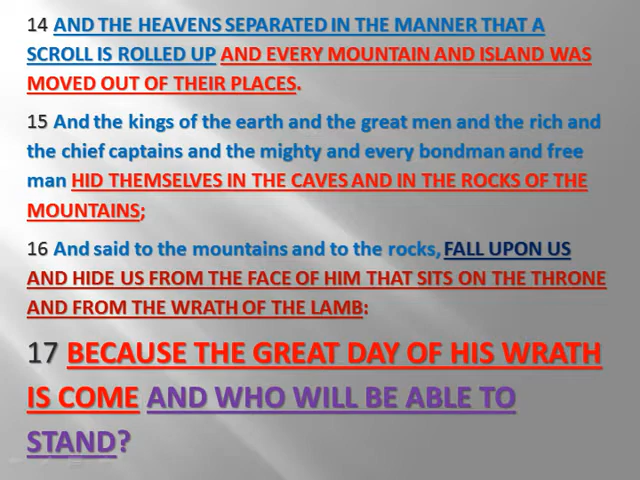 14 AND THE HEAVENS SEPARATED IN THE MANNER THAT A
SCROLL IS ROLLED UP AND EVERY MOUNTAIN AND ISLAND WAS
MOVED OUT OF THEIR PLACES.
15 And the kings of the earth and the great men and the rich and
the chief captains and the mighty and every bondman and free
man HID THEMSELVES IN THE CAVES AND IN THE ROCKS OF THE
MOUNTAINS;
16 And said to the mountains and to the rocks, FALL UPON US
AND HIDE US FROM THE FACE OF HIM THAT SITS ON THE THRONE
AND FROM THE WRATH OF THE LAMB:
17 BECAUSE THE GREAT DAY OF HIS WRATH
IS COME AND WHO WILL BE ABLE TO
STAND?